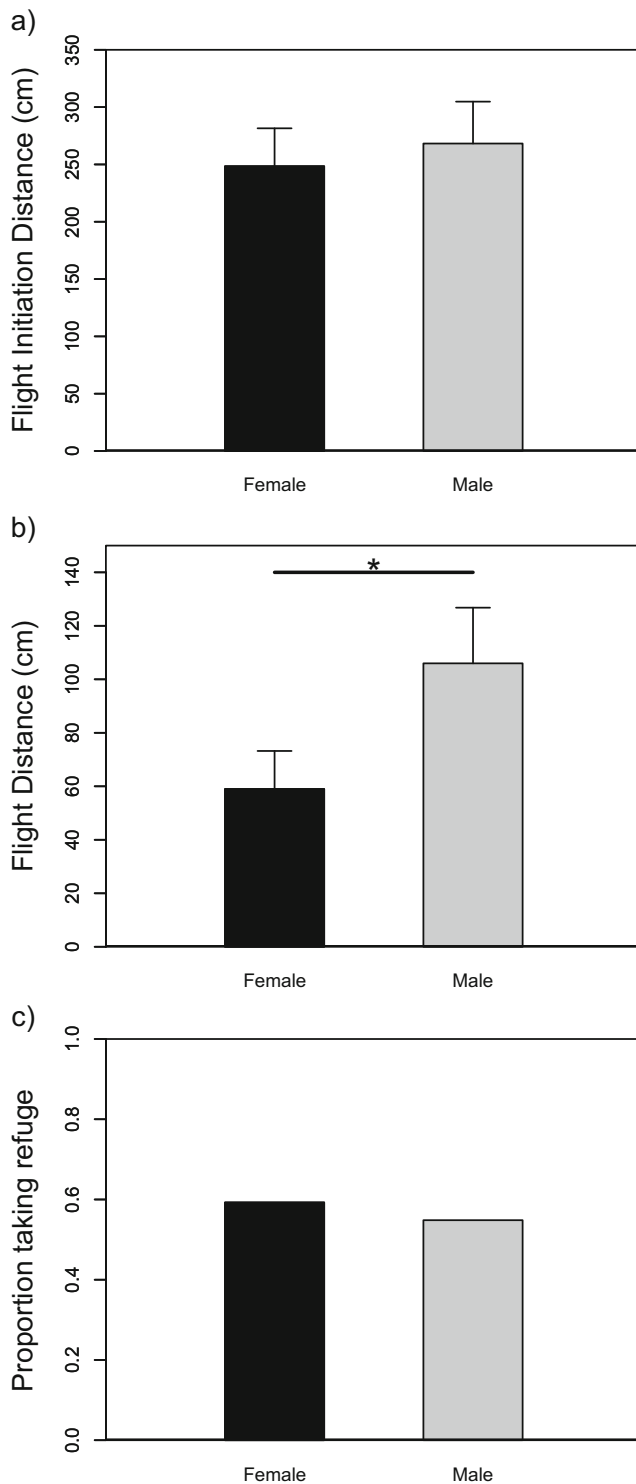 a)
Flight Initiation Distance (cm)
350
300
250
200
150
100
50
0
Female Male
b)
Flight Distance (cm)
140
120
100
80
60
40
20
0
*
Female Male
c)
Proportion taking refuge
1.0
0.8
0.6
0.4
0.2
0.0
Female Male